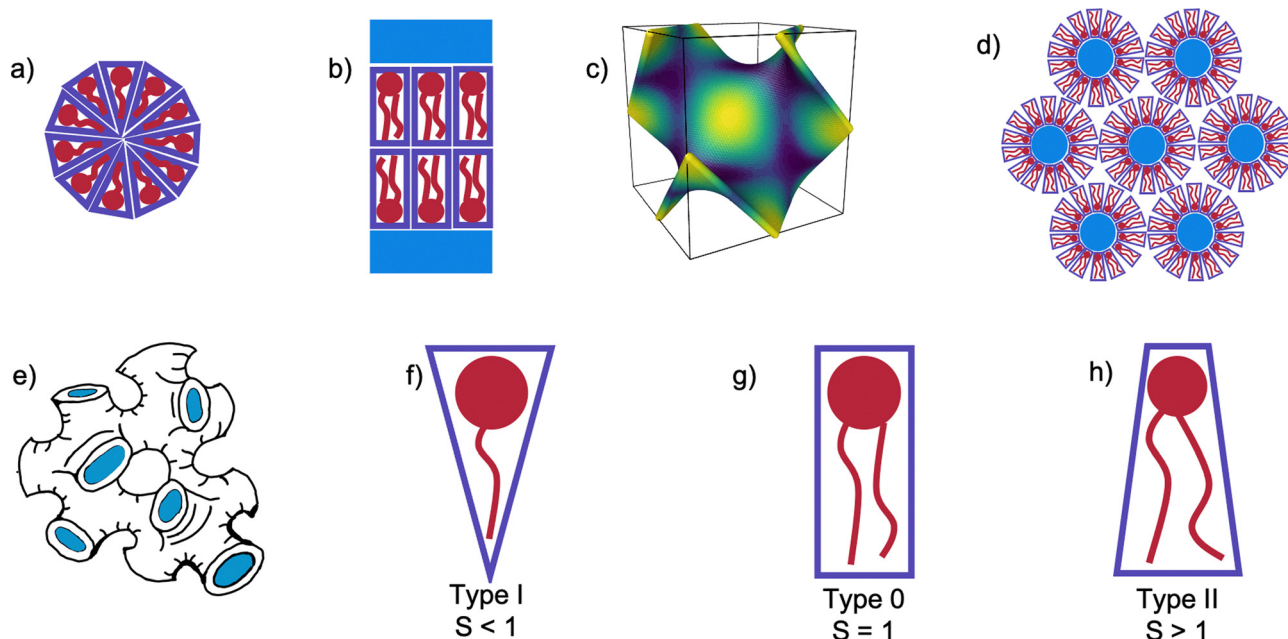 a)
b)
c)
d)
e)
f)
g)
h)
Type I
S < 1
Type 0
S = 1
Type II
S > 1